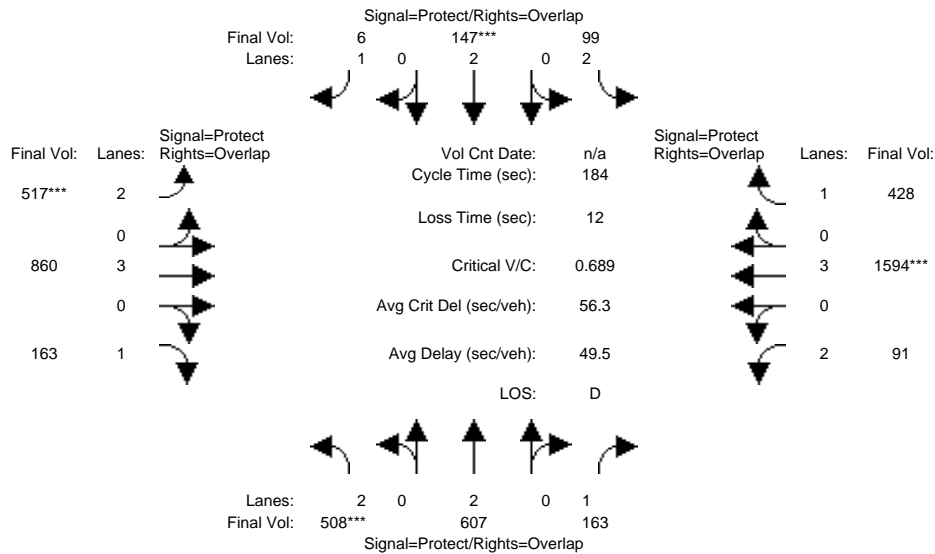 Signal=Protect/Rights=Overlap
Final Vol: 6 147*** 99
Lanes: 1 0 2 0 2
Signal=Protect
Final Vol: Lanes: Rights=Overlap
Vol Cnt Date: n/a
Signal=Protect
Rights=Overlap Lanes: Final Vol:
Cycle Time (sec): 184
517*** 2
1 428
Loss Time (sec): 12
0
0
860 3
Critical V/C: 0.689
3 1594***
0
Avg Crit Del (sec/veh): 56.3
0
163 1
Avg Delay (sec/veh): 49.5
2 91
LOS: D
Lanes: 2 0 2 0 1
Final Vol: 508*** 607 163
Signal=Protect/Rights=Overlap